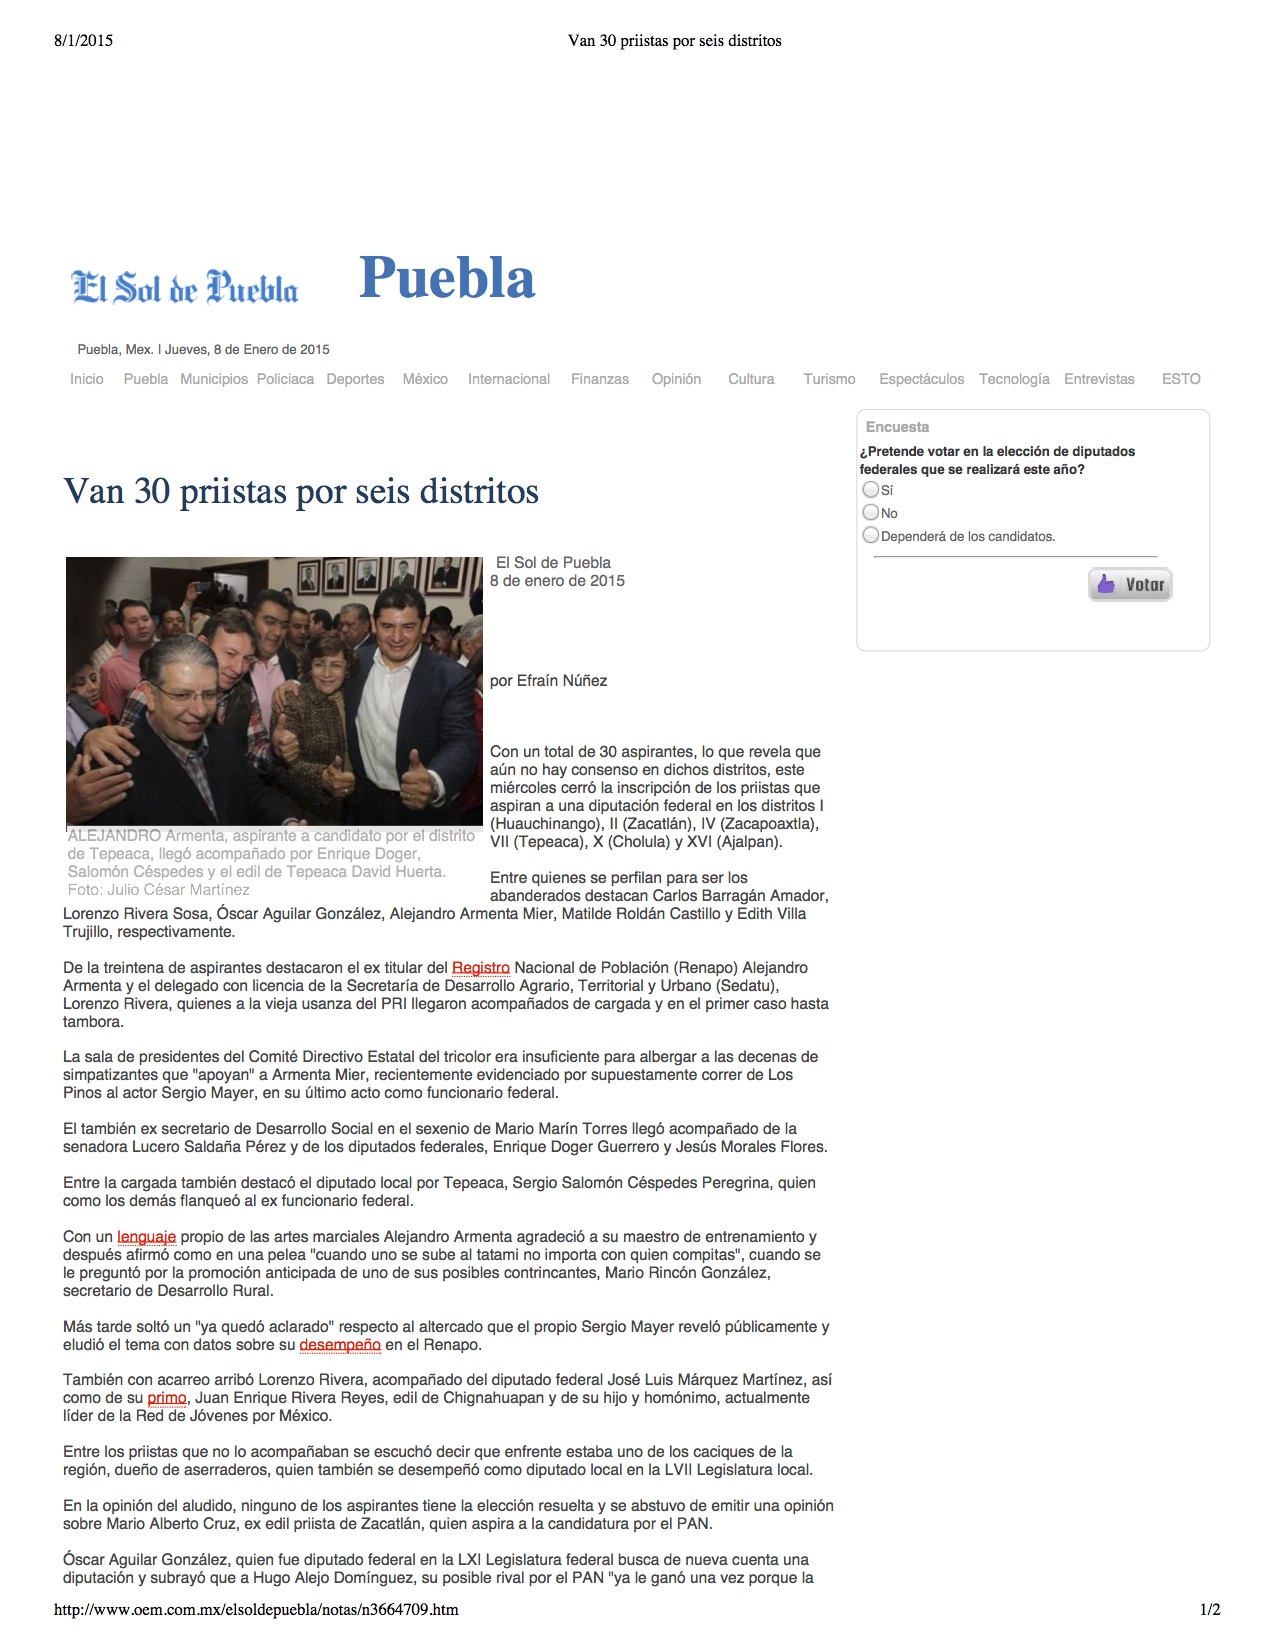 8/1/2015
Van 30 priistas por seis distritos
El Sol de Puebla
Puebla
Puebla, Mex. | Jueves, 8 de Enero de 2015
Inicio Puebla Municipios Policiaca Deportes México Internacional Finanzas Opinión Cultura Turismo Espectáculos Tecnología Entrevistas ESTO
Van 30 priistas por seis distritos
El Sol de Puebla
8 de enero de 2015
por Efraín Núñez
ALEJANDRO Armenta, aspirante a candidato por el distrito
de Tepeaca, llegó acompañado por Enrique Doger,
Salomón Céspedes y el edil de Tepeaca David Huerta.
Foto: Julio César Martínez
Con un total de 30 aspirantes, lo que revela que
aún no hay consenso en dichos distritos, este
miércoles cerró la inscripción de los priistas que
aspiran a una diputación federal en los distritos I
(Huauchinango), II (Zacatlán), IV (Zacapoaxtla),
VII (Tepeaca), X (Cholula) y XVI (Ajalpan).
Entre quienes se perfilan para ser los
abanderados destacan Carlos Barragán Amador,
Lorenzo Rivera Sosa, Óscar Aguilar González, Alejandro Armenta Mier, Matilde Roldán Castillo y Edith Villa
Trujillo, respectivamente.
De la treintena de aspirantes destacaron el ex titular del Registro Nacional de Población (Renapo) Alejandro
Armenta y el delegado con licencia de la Secretaría de Desarrollo Agrario, Territorial y Urbano (Sedatu),
Lorenzo Rivera, quienes a la vieja usanza del PRI llegaron acompañados de cargada y en el primer caso hasta
tambora.
La sala de presidentes del Comité Directivo Estatal del tricolor era insuficiente para albergar a las decenas de
simpatizantes que "apoyan" a Armenta Mier, recientemente evidenciado por supuestamente correr de Los
Pinos al actor Sergio Mayer, en su último acto como funcionario federal.
El también ex secretario de Desarrollo Social en el sexenio de Mario Marín Torres llegó acompañado de la
senadora Lucero Saldaña Pérez y de los diputados federales, Enrique Doger Guerrero y Jesús Morales Flores.
Entre la cargada también destacó el diputado local por Tepeaca, Sergio Salomón Céspedes Peregrina, quien
como los demás flanqueó al ex funcionario federal.
Con un lenguaje propio de las artes marciales Alejandro Armenta agradeció a su maestro de entrenamiento y
después afirmó como en una pelea "cuando uno se sube al tatami no importa con quien compitas", cuando se
le preguntó por la promoción anticipada de uno de sus posibles contrincantes, Mario Rincón González,
secretario de Desarrollo Rural.
Más tarde soltó un "ya quedó aclarado" respecto al altercado que el propio Sergio Mayer reveló públicamente y
eludió el tema con datos sobre su desempeño en el Renapo.
También con acarreo arribó Lorenzo Rivera, acompañado del diputado federal José Luis Márquez Martínez, así
como de su primo, Juan Enrique Rivera Reyes, edil de Chignahuapan y de su hijo y homónimo, actualmente
líder de la Red de Jóvenes por México.
Entre los priistas que no lo acompañaban se escuchó decir que enfrente estaba uno de los caciques de la
región, dueño de aserraderos, quien también se desempeñó como diputado local en la LVII Legislatura local.
En la opinión del aludido, ninguno de los aspirantes tiene la elección resuelta y se abstuvo de emitir una opinión
sobre Mario Alberto Cruz, ex edil priista de Zacatlán, quien aspira a la candidatura por el PAN.
Óscar Aguilar González, quien fue diputado federal en la LXI Legislatura federal busca de nueva cuenta una
diputación y subrayó que a Hugo Alejo Domínguez, su posible rival por el PAN "ya le ganó una vez porque la
Encuesta
¿Pretende votar en la elección de diputados
federales que se realizará este año?
Sí
No
Dependerá de los candidatos.
Votar
http://www.oem.com.mx/elsoldepuebla/notas/n3664709.htm
1/2